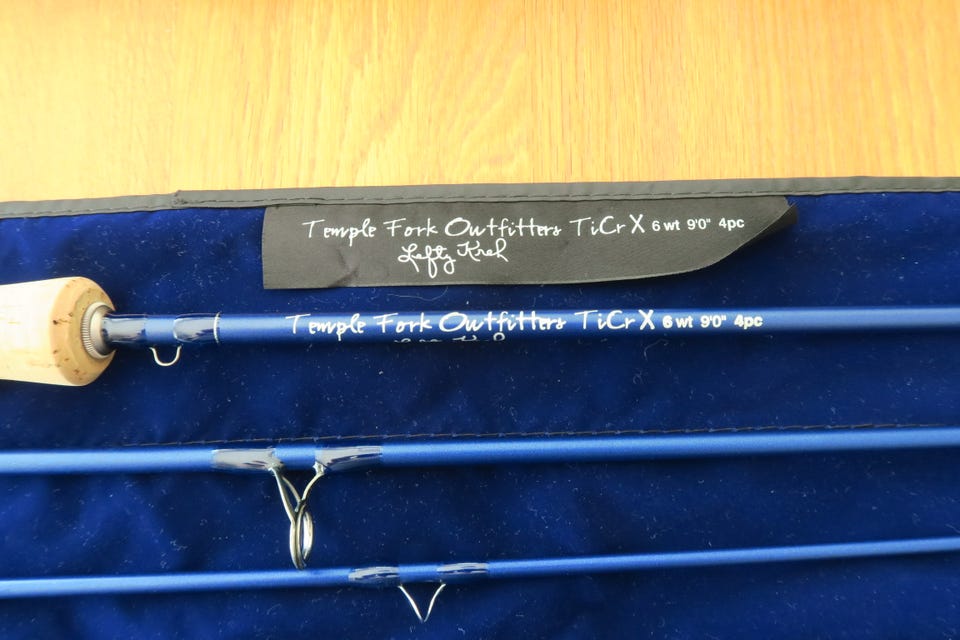 Temple Fork Outfitters TiCr X 6 wt 9'0" 4pc
Lefty Kreh
Temple Fork Outfitters TiCr X 6 wt 9'0" 4pc